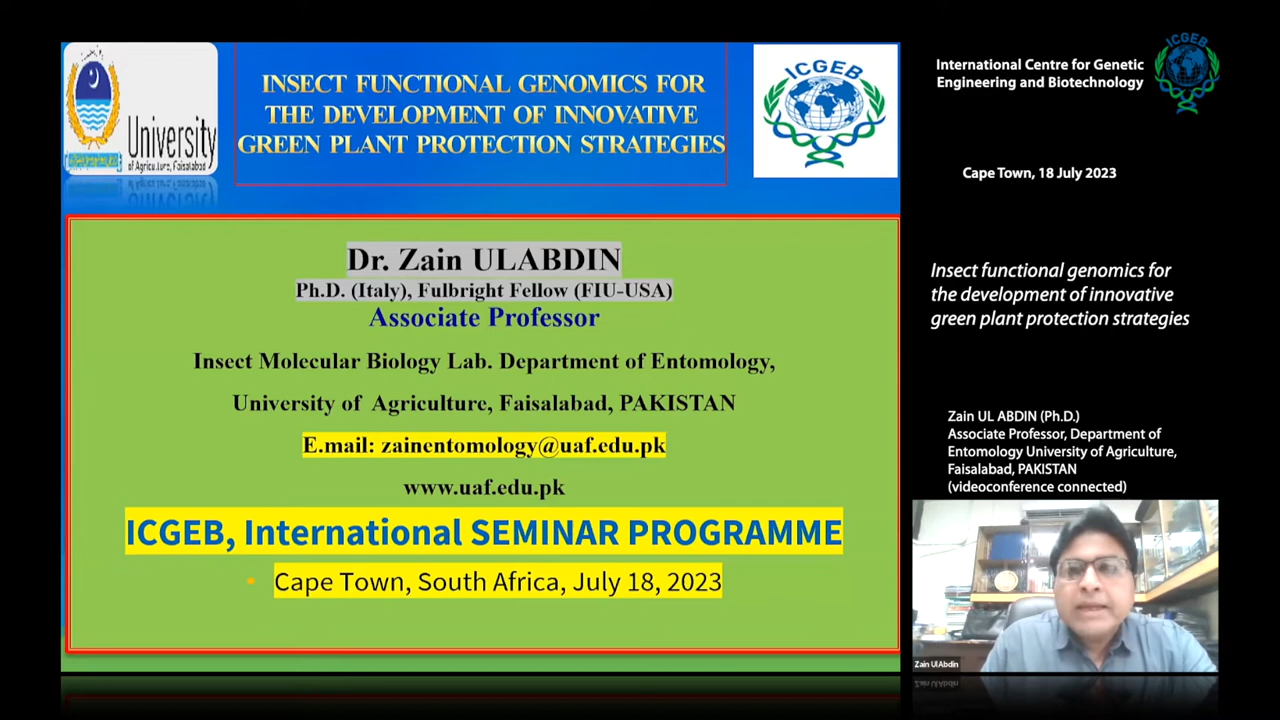 University
of Agriculture, Faisalabad
INSECT FUNCTIONAL GENOMICS FOR
THE DEVELOPMENT OF INNOVATIVE
GREEN PLANT PROTECTION STRATEGIES
ICGEB
Dr. Zain ULABDIN
Ph.D. (Italy), Fulbright Fellow (FIU-USA)
Associate Professor
Insect Molecular Biology Lab. Department of Entomology,
University of Agriculture, Faisalabad, PAKISTAN
E.mail: zainentomology@uaf.edu.pk
www.uaf.edu.pk
ICGEB, International SEMINAR PROGRAMME
• Cape Town, South Africa, July 18, 2023
International Centre for Genetic
Engineering and Biotechnology
ICGEB
Cape Town, 18 July 2023
Insect functional genomics for
the development of innovative
green plant protection strategies
Zain UL ABDIN (Ph.D.)
Associate Professor, Department of
Entomology University of Agriculture,
Faisalabad, PAKISTAN
(videoconference connected)
Zain UlAbdin